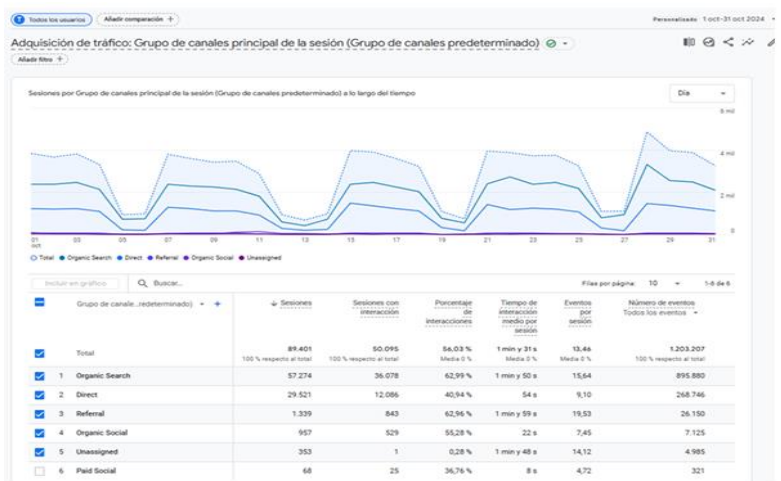 T Todos los usuarios Añadir comparación + Personalizado 1 oct-31 oct 2024
Adquisición de tráfico: Grupo de canales principal de la sesión (Grupo de canales predeterminado)
Añadir filtro +
Sesiones por Grupo de canales principal de la sesión (Grupo de canales predeterminado) a lo largo del tiempo
Día
6 mil
4 mil
2 mil
0
01 03 05 07 09 11 13 15 17 19 21 23 25 27 29 31
oct
Total Organic Search Direct Referral Organic Social Unassigned
Incluir en gráfico Buscar... Filas por página: 10 1-6 de 6
Grupo de canale...redeterminado) + ↓ Sesiones Sesiones con Porcentaje Tiempo de Eventos Número de eventos
interacción de interacción por Todos los eventos
interacciones medio por sesión
sesión
Total 89.401 50.095 56,03 % 1 min y 31 s 13,46 1.203.207
100 % respecto al total 100 % respecto al total Media 0 % Media 0 % Media 0 % 100 % respecto al total
1 Organic Search 57.274 36.078 62,99 % 1 min y 50 s 15,64 895.880
2 Direct 29.521 12.086 40,94 % 54 s 9,10 268.746
3 Referral 1.339 843 62,96 % 1 min y 59 s 19,53 26.150
4 Organic Social 957 529 55,28 % 22 s 7,45 7.125
5 Unassigned 353 1 0,28 % 1 min y 48 s 14,12 4.985
6 Paid Social 68 25 36,76 % 8 s 4,72 321